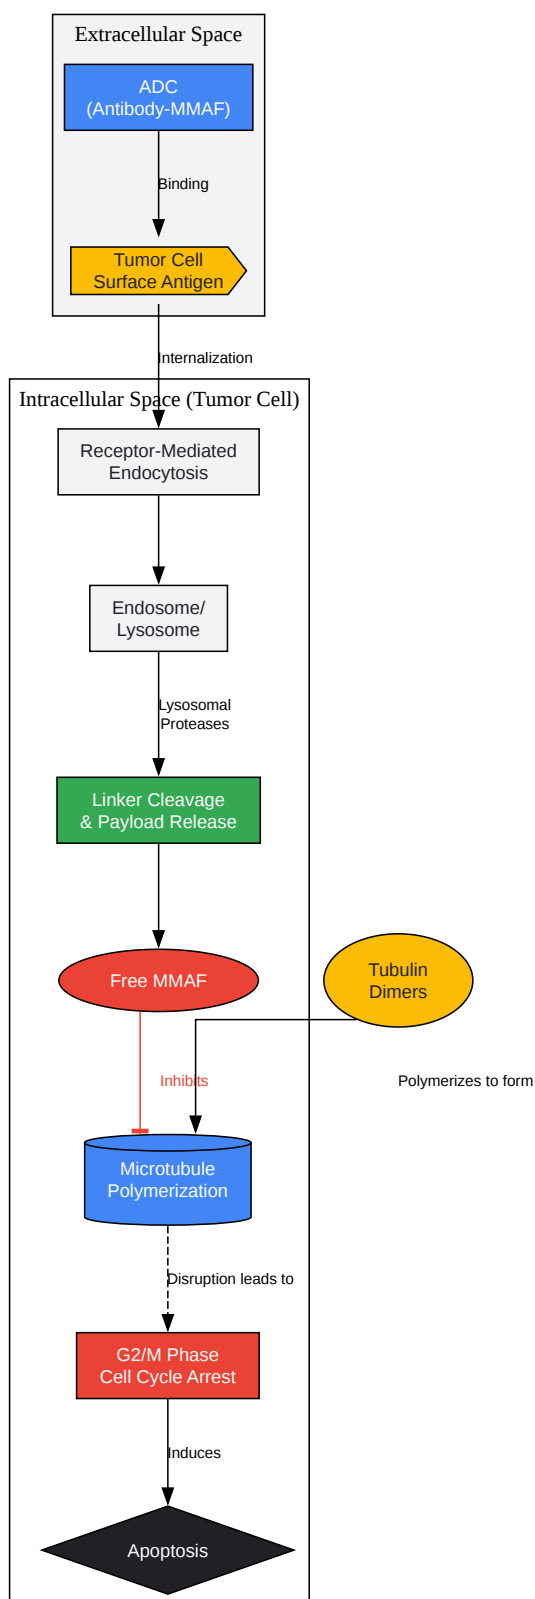 Extracellular Space
ADC
(Antibody-MMAF)
Binding
Tumor Cell
Surface Antigen
Internalization
Intracellular Space (Tumor Cell)
Receptor-Mediated
Endocytosis
Endosome/
Lysosome
Lysosomal
Proteases
Linker Cleavage
& Payload Release
Free MMAF
Tubulin
Dimers
Inhibits
Polymerizes to form
Microtubule
Polymerization
Disruption leads to
G2/M Phase
Cell Cycle Arrest
Induces
Apoptosis